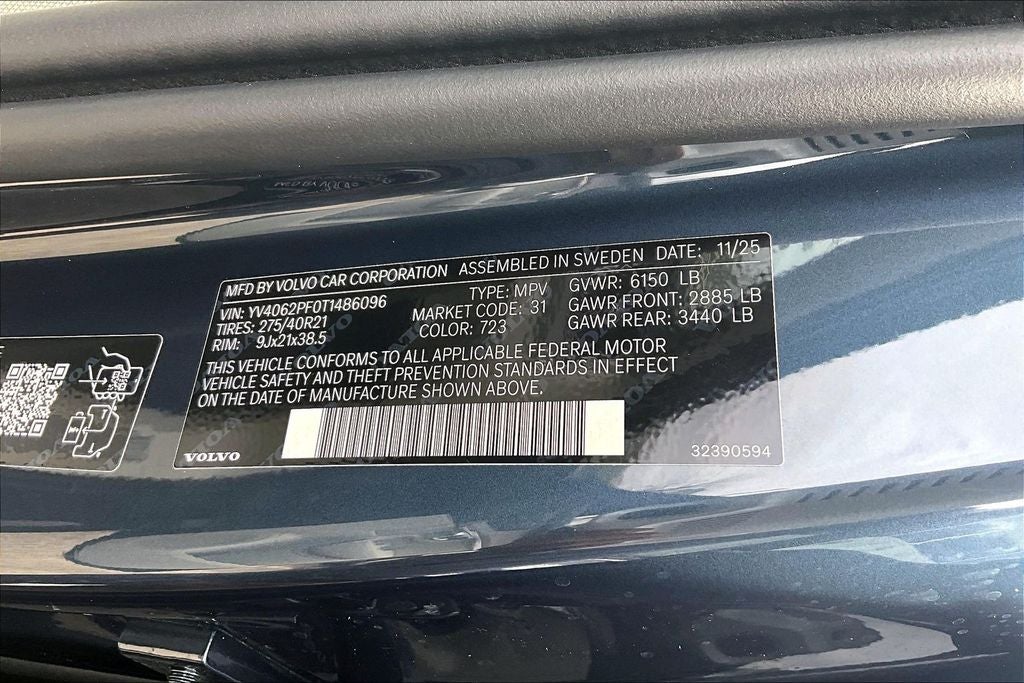 MFD BY VOLVO CAR CORPORATION ASSEMBLED IN SWEDEN DATE: 11/25
VIN: YV4062PF0T1486096 TYPE: MPV GVWR: 6150 LB
TIRES: 275/40R21 MARKET CODE: 31 GAWR FRONT: 2885 LB
RIM: 9Jx21x38.5 COLOR: 723 GAWR REAR: 3440 LB
THIS VEHICLE CONFORMS TO ALL APPLICABLE FEDERAL MOTOR
VEHICLE SAFETY AND THEFT PREVENTION STANDARDS IN EFFECT
ON THE DATE OF MANUFACTURE SHOWN ABOVE.
VOLVO 32390594